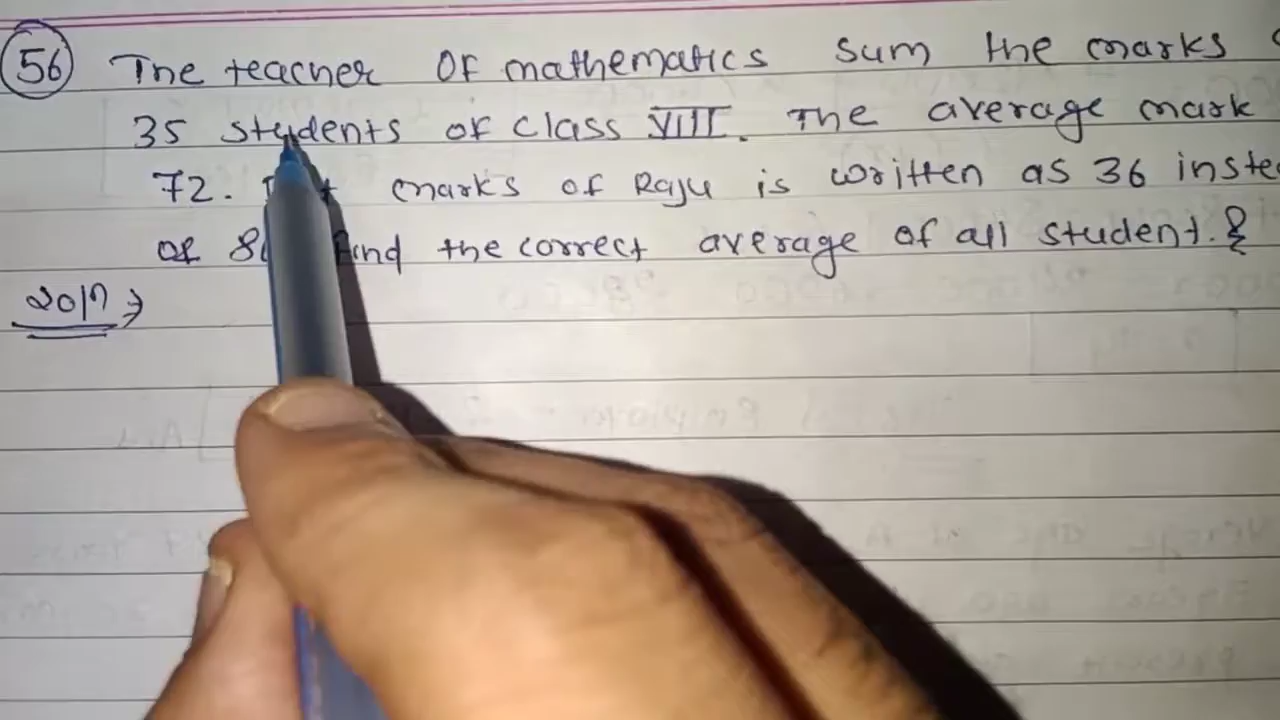 56 The teacher of mathematics sum the marks
35 students of class VIII. The average mark
72. marks of Raju is written as 36 inste
of find the correct average of all student.